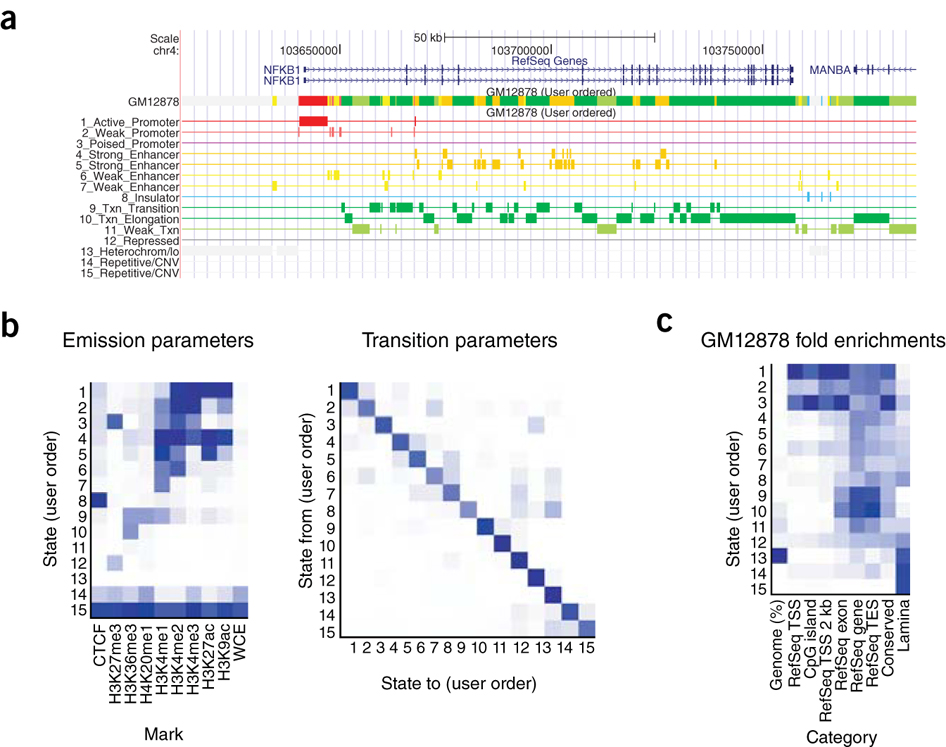 a
Scale
50 kb
chr4:
103650000
103700000
103750000
RefSeq Genes
NFKB1
NFKB1
MANBA
GM12878 (User ordered)
GM12878
GM12878 (User ordered)
1_Active_Promoter
2_Weak_Promoter
3_Poised_Promoter
4_Strong_Enhancer
5_Strong_Enhancer
6_Weak_Enhancer
7_Weak_Enhancer
8_Insulator
9_Txn_Transition
10_Txn_Elongation
11_Weak_Txn
12_Repressed
13_Heterochrom/lo
14_Repetitive/CNV
15_Repetitive/CNV
b
Emission parameters
State (user order)
1
2
3
4
5
6
7
8
9
10
11
12
13
14
15
CTCF
H3K27me3
H3K36me3
H4K20me1
H3K4me1
H3K4me2
H3K4me3
H3K27ac
H3K9ac
WCE
Mark
Transition parameters
State from (user order)
1
2
3
4
5
6
7
8
9
10
11
12
13
14
15
1 2 3 4 5 6 7 8 9 10 11 12 13 14 15
State to (user order)
c
GM12878 fold enrichments
State (user order)
1
2
3
4
5
6
7
8
9
10
11
12
13
14
15
Genome (%)
RefSeq TSS
CpG island
RefSeq TSS 2 kb
RefSeq exon
RefSeq gene
RefSeq TES
Conserved
Lamina
Category